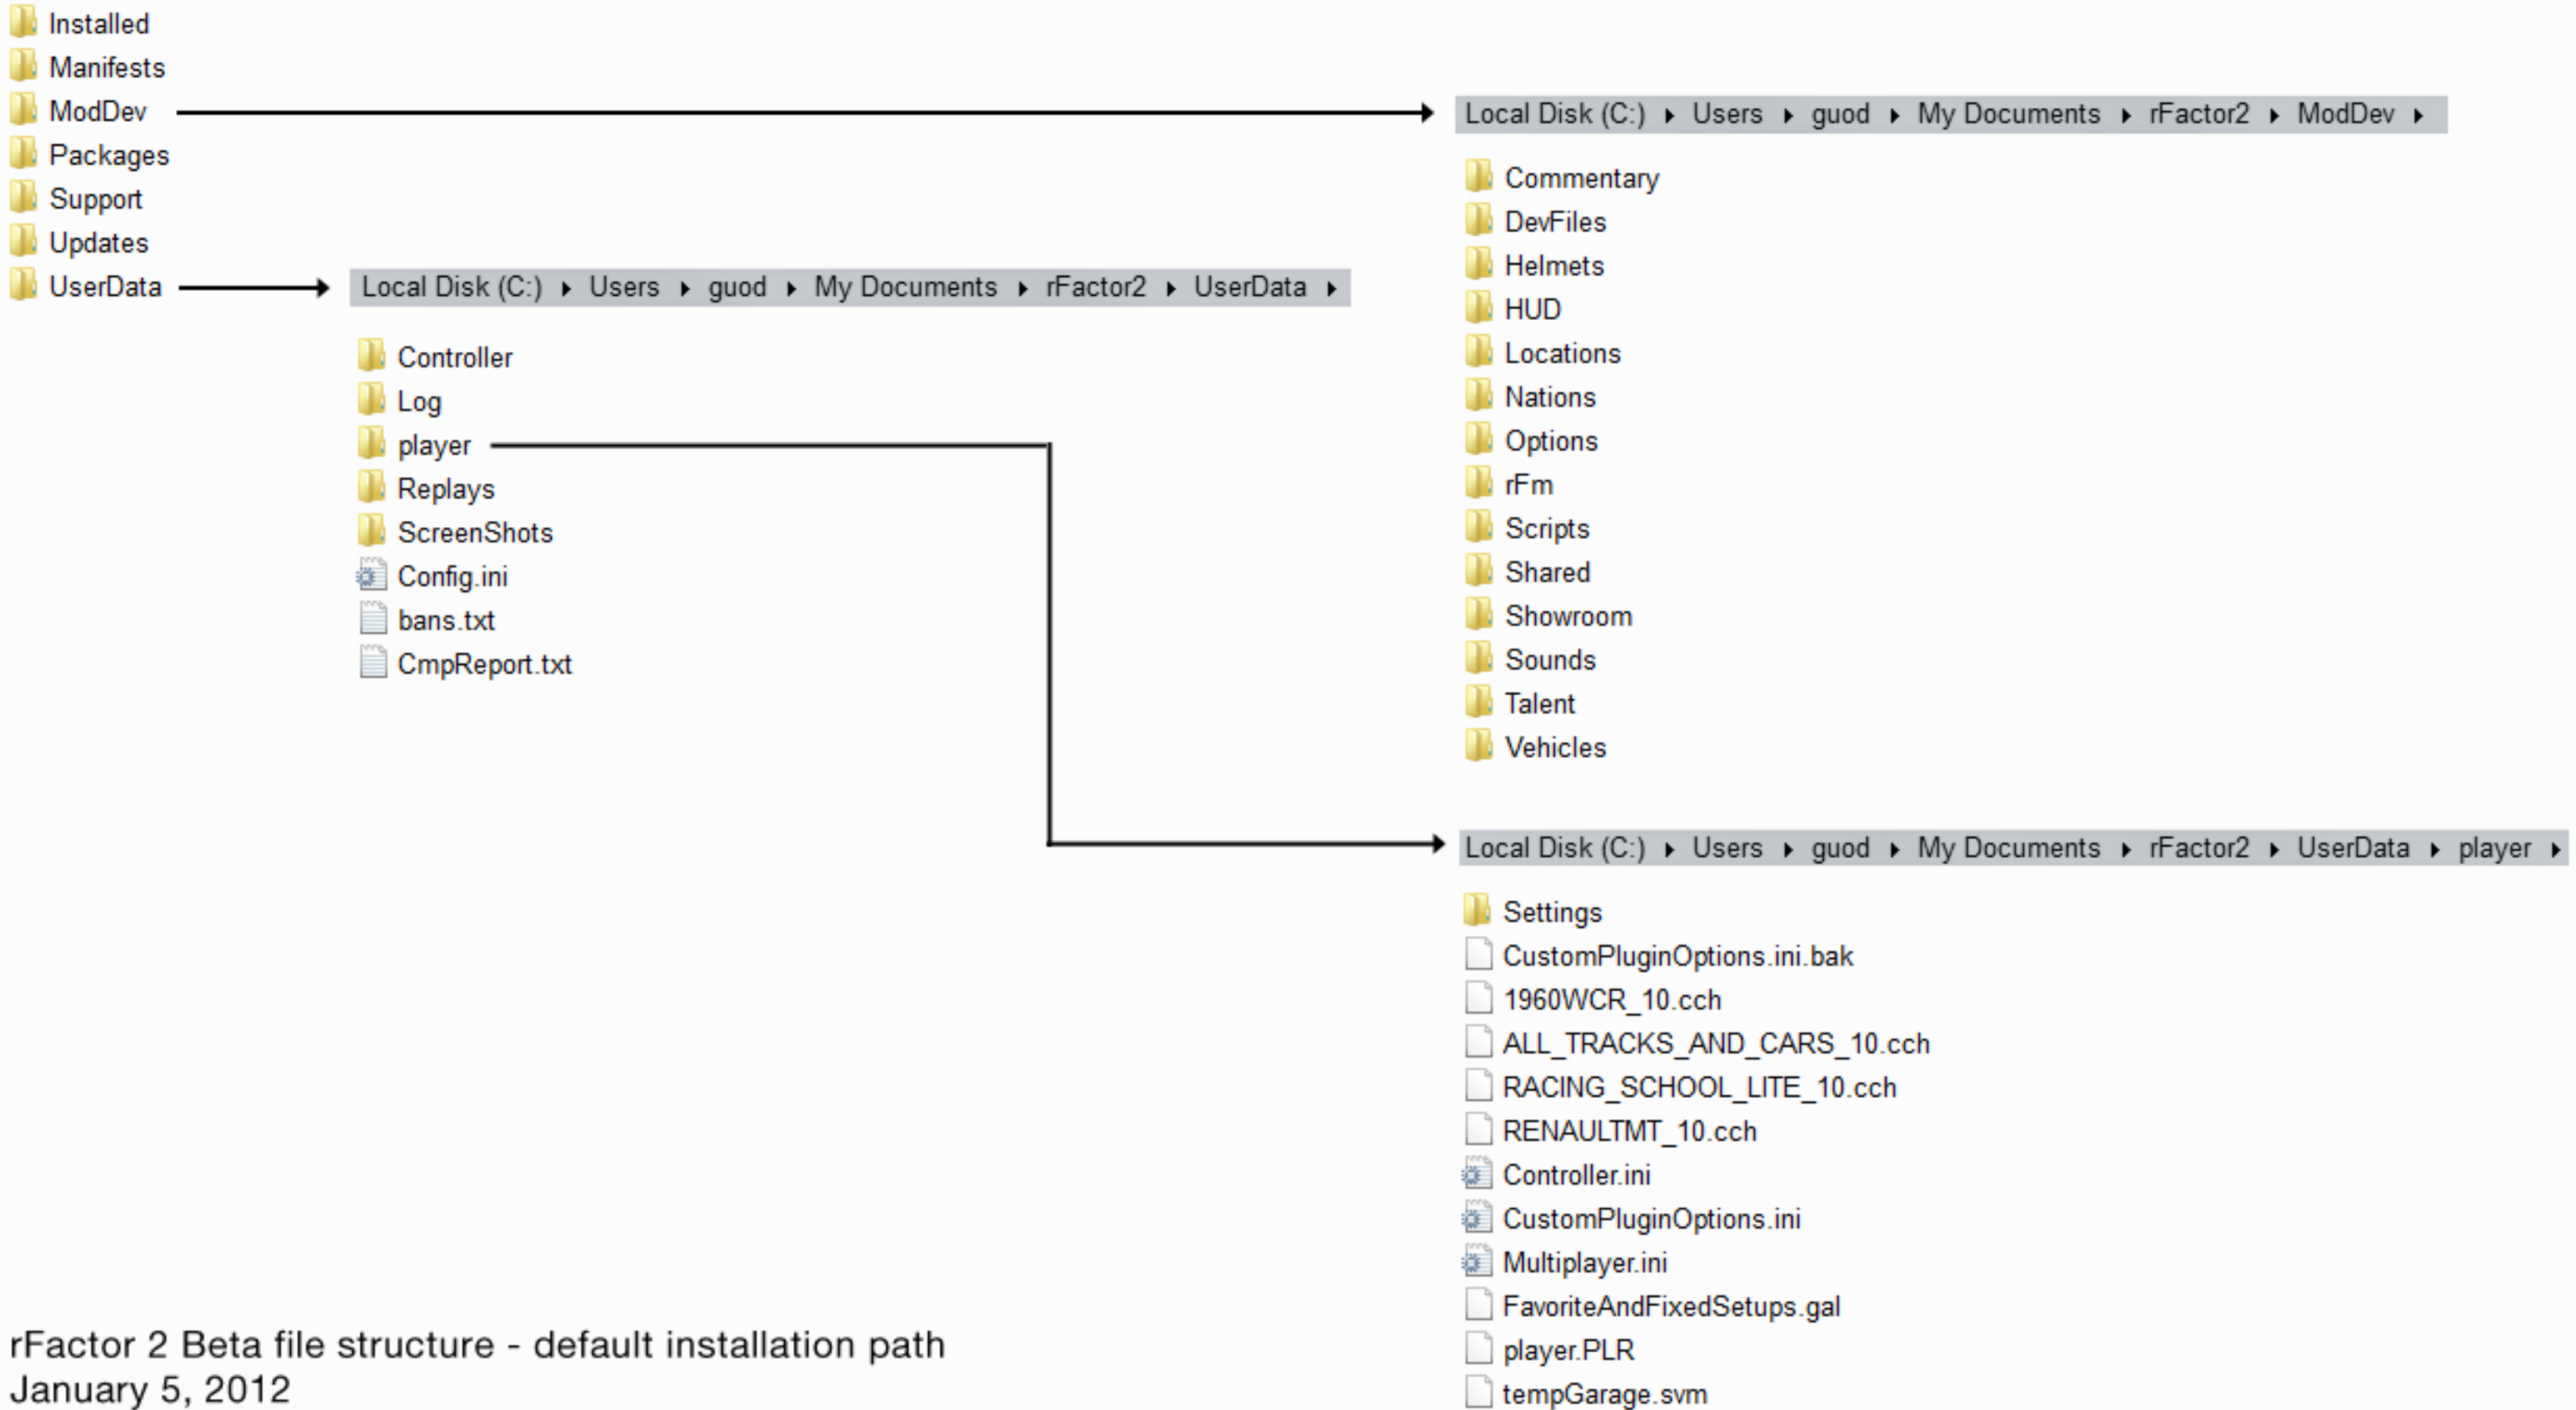 Installed
Manifests
ModDev
Packages
Support
Updates
UserData
Local Disk (C:) ▸ Users ▸ guod ▸ My Documents ▸ rFactor2 ▸ UserData ▸
Controller
Log
player
Replays
ScreenShots
Config.ini
bans.txt
CmpReport.txt
Local Disk (C:) ▸ Users ▸ guod ▸ My Documents ▸ rFactor2 ▸ ModDev ▸
Commentary
DevFiles
Helmets
HUD
Locations
Nations
Options
rFm
Scripts
Shared
Showroom
Sounds
Talent
Vehicles
Local Disk (C:) ▸ Users ▸ guod ▸ My Documents ▸ rFactor2 ▸ UserData ▸ player ▸
Settings
CustomPluginOptions.ini.bak
1960WCR_10.cch
ALL_TRACKS_AND_CARS_10.cch
RACING_SCHOOL_LITE_10.cch
RENAULTMT_10.cch
Controller.ini
CustomPluginOptions.ini
Multiplayer.ini
FavoriteAndFixedSetups.gal
player.PLR
tempGarage.svm
rFactor 2 Beta file structure - default installation path
January 5, 2012